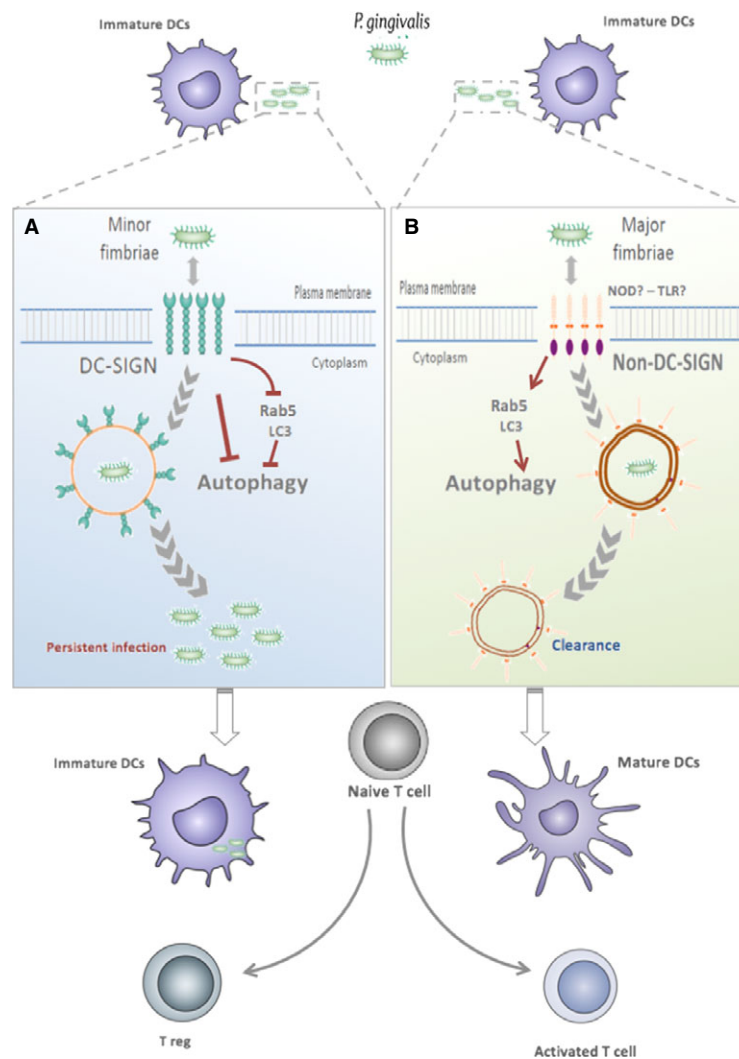 Immature DCs
P. gingivalis
Immature DCs
A
Minor
fimbriae
Plasma membrane
DC-SIGN
Cytoplasm
Rab5
LC3
Autophagy
Persistent infection
B
Major
fimbriae
Plasma membrane
NOD? – TLR?
Cytoplasm
Non-DC-SIGN
Rab5
LC3
Autophagy
Clearance
Immature DCs
Naive T cell
Mature DCs
T reg
Activated T cell